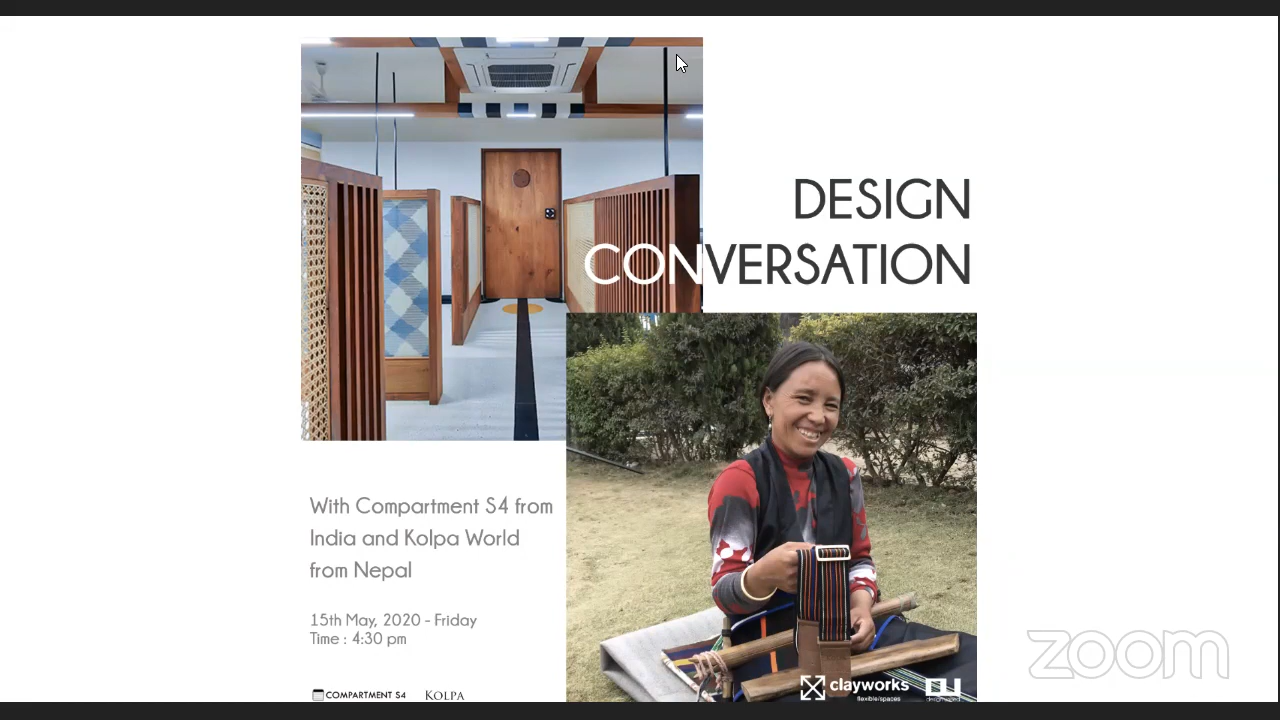 DESIGN
CONVERSATION
With Compartment S4 from
India and Kolpa World
from Nepal
15th May, 2020 - Friday
Time : 4:30 pm
COMPARTMENT S4
KOLPA
clayworks
flexible/spaces
zoom